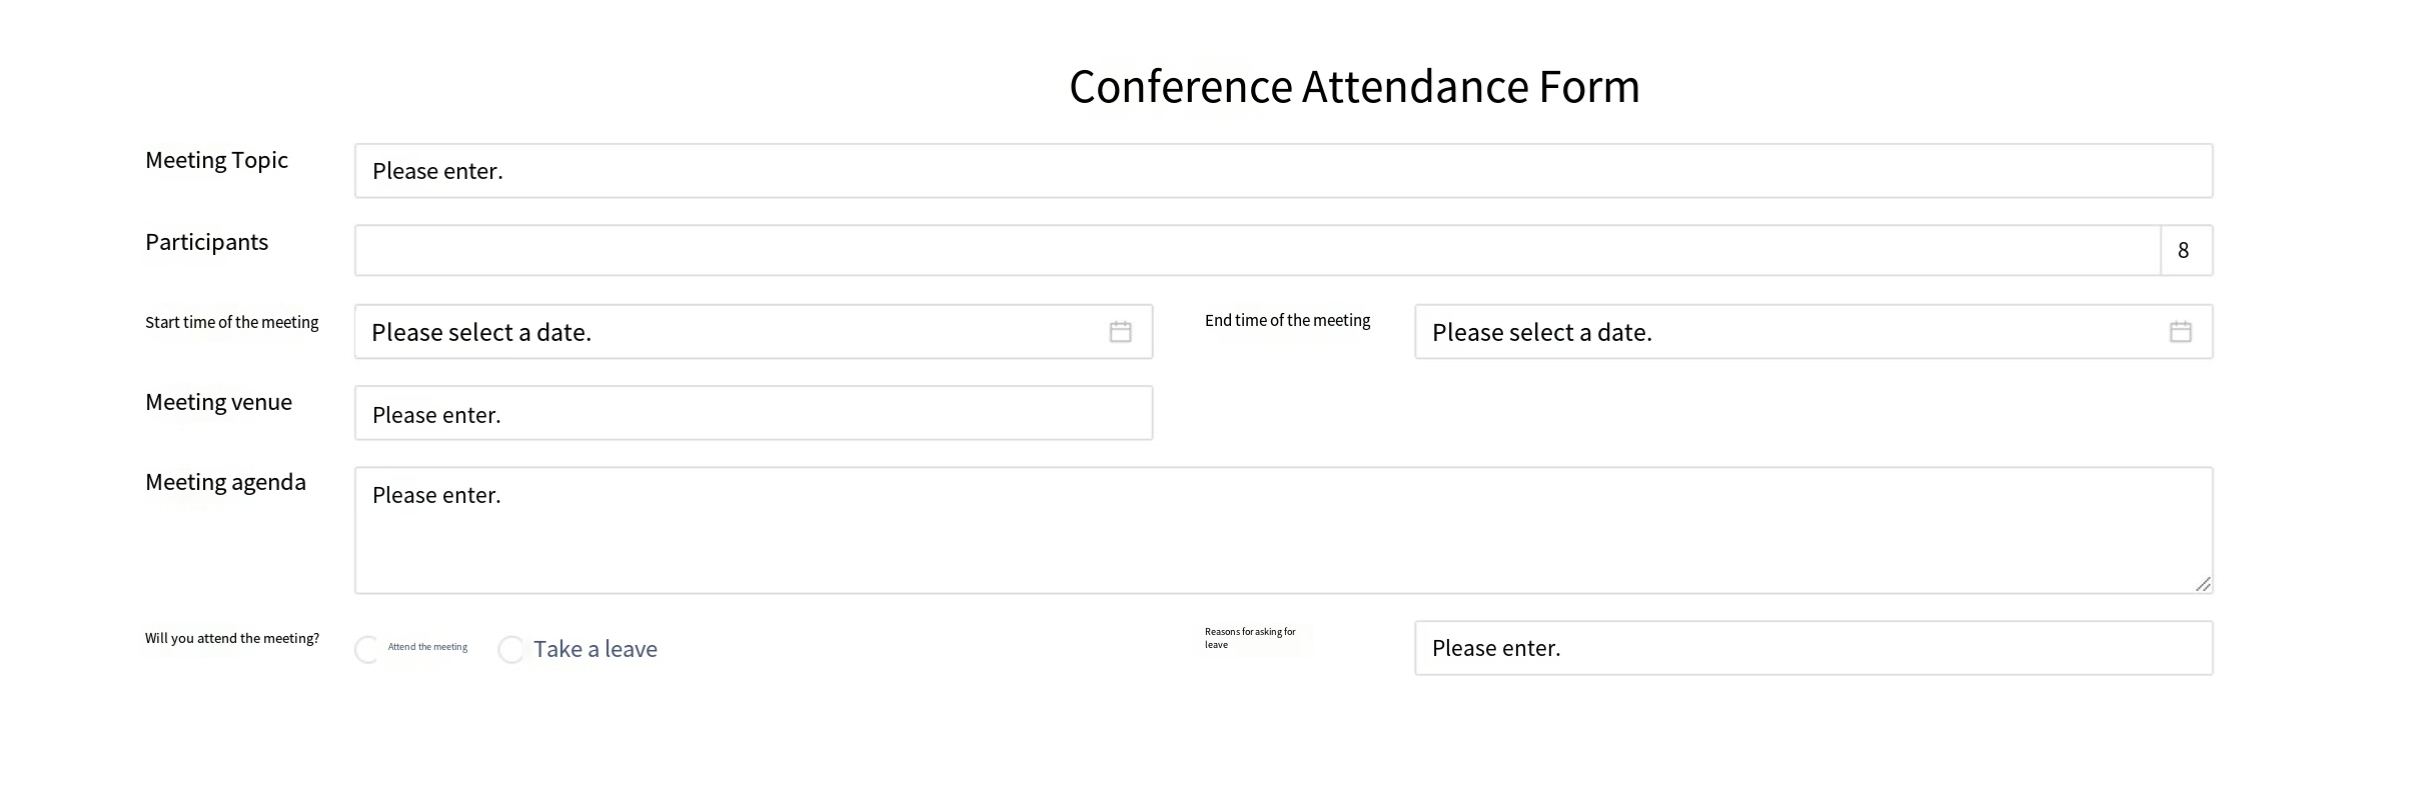 Conference Attendance Form
Meeting Topic
Please enter.
Participants
8
Start time of the meeting
Please select a date.
End time of the meeting
Please select a date.
Meeting venue
Please enter.
Meeting agenda
Please enter.
Will you attend the meeting?
Attend the meeting
Take a leave
Reasons for asking for
leave
Please enter.